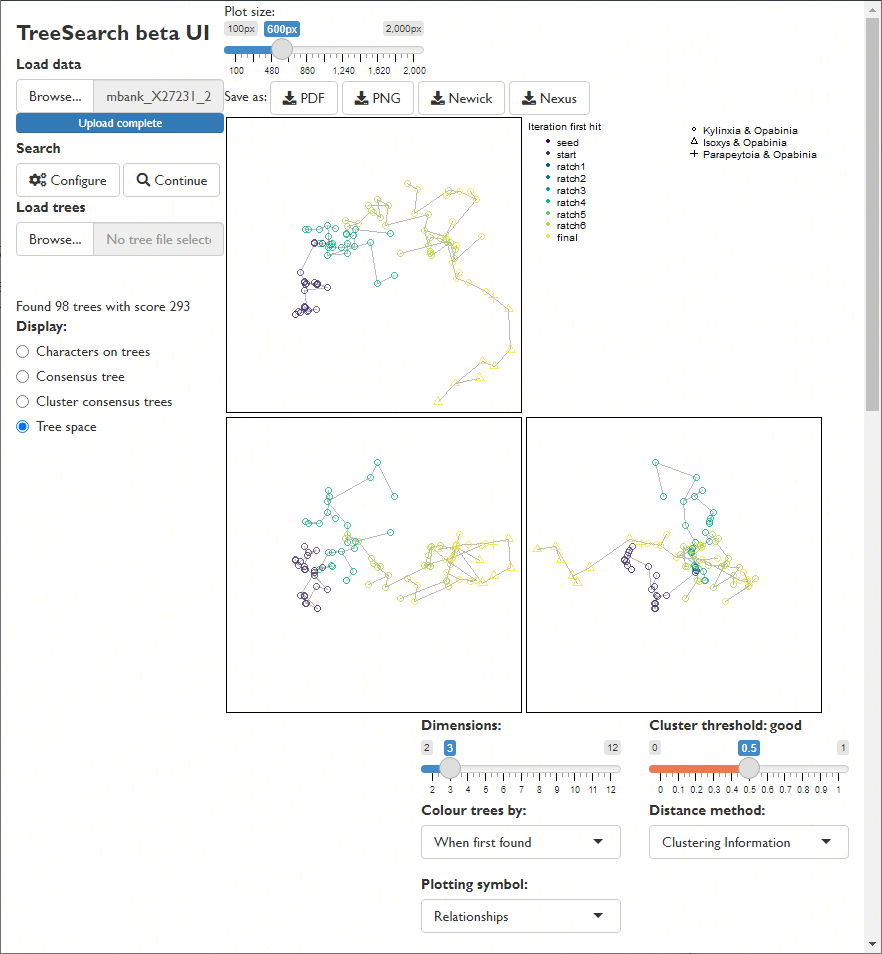 Plot size:
TreeSearch beta UI
100px 600px 2,000px
100 480 860 1,240 1,620 2,000
Load data
Browse... mbank_X27231_2
Upload complete
Save as: PDF PNG Newick Nexus
Search
Configure Continue
Load trees
Browse... No tree file selecte
Found 98 trees with score 293
Display:
Characters on trees
Consensus tree
Cluster consensus trees
Tree space
Iteration first hit
seed
start
ratch1
ratch2
ratch3
ratch4
ratch5
ratch6
final
Kylinxia & Opabinia
Isoxys & Opabinia
Parapeytoia & Opabinia
Dimensions:
2 3 12
2 3 4 5 6 7 8 9 10 11 12
Colour trees by:
When first found
Plotting symbol:
Relationships
Cluster threshold: good
0 0.5 1
0 0.1 0.2 0.3 0.4 0.5 0.6 0.7 0.8 0.9 1
Distance method:
Clustering Information